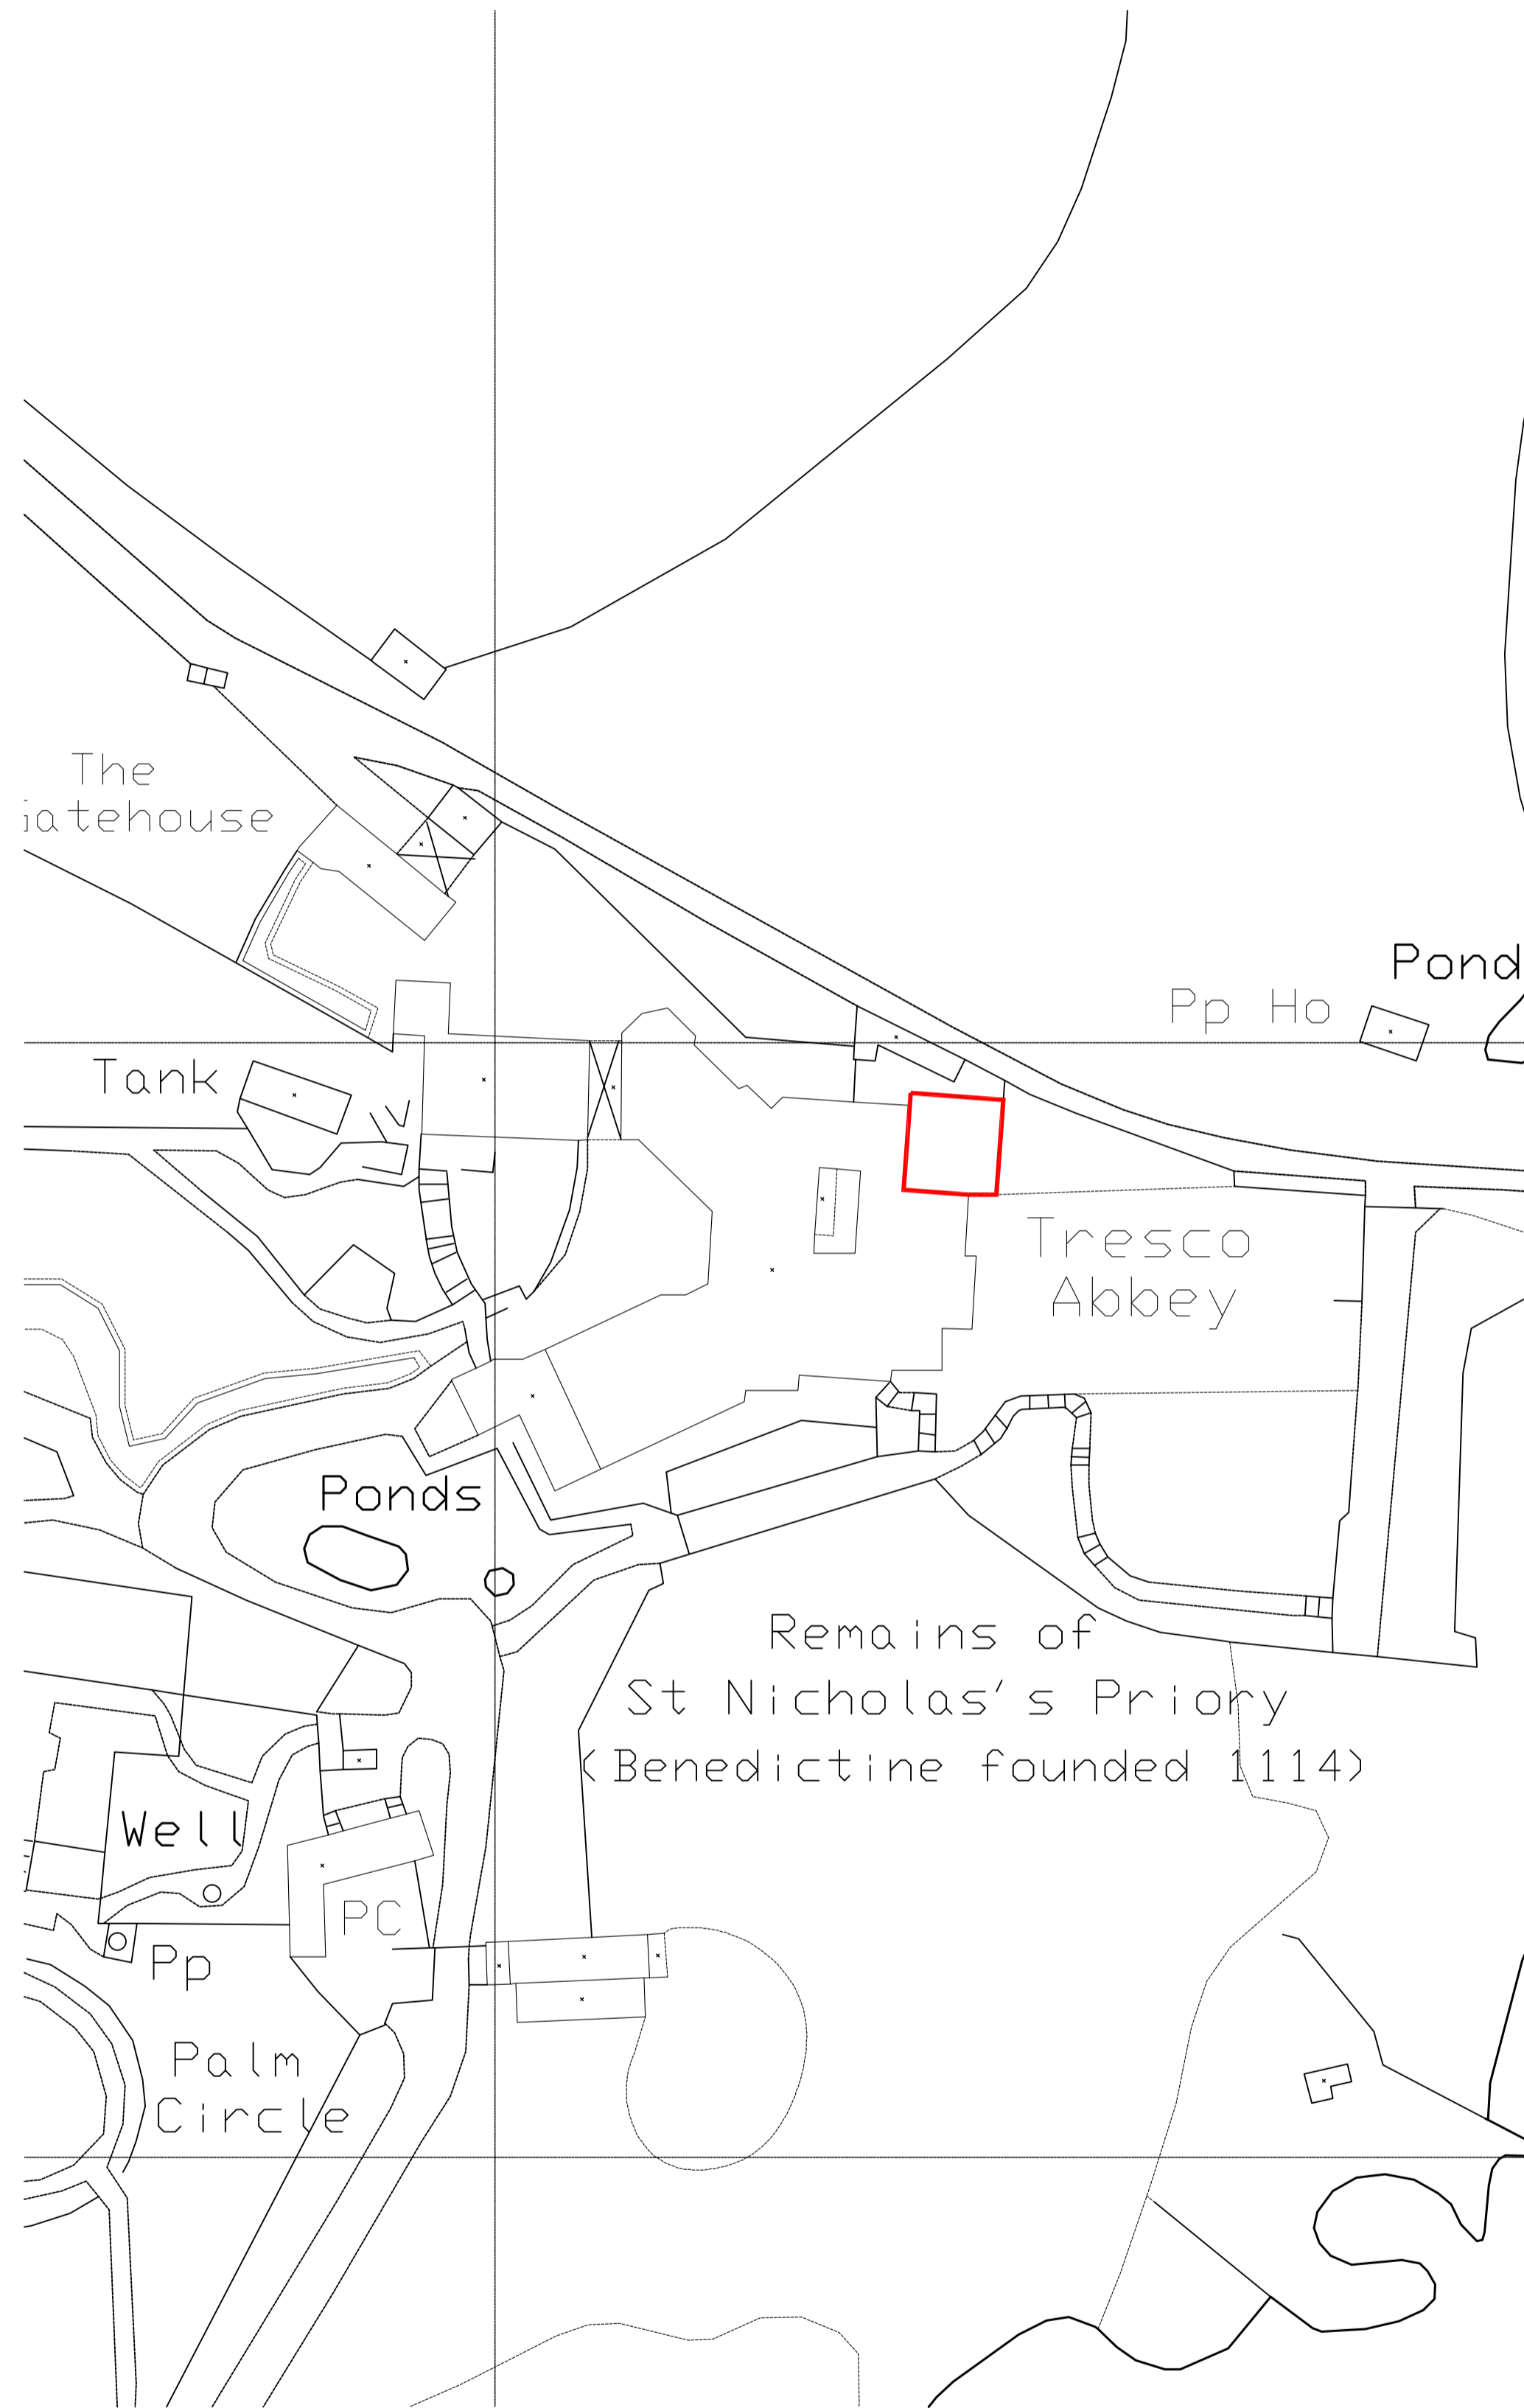 The
Gatehouse
Pond
Pp Ho
Tank
Tresco
Abbey
Ponds
Remains of
St Nicholas's Priory
(Benedictine founded 1114)
Well
PC
Pp
Palm
Circle